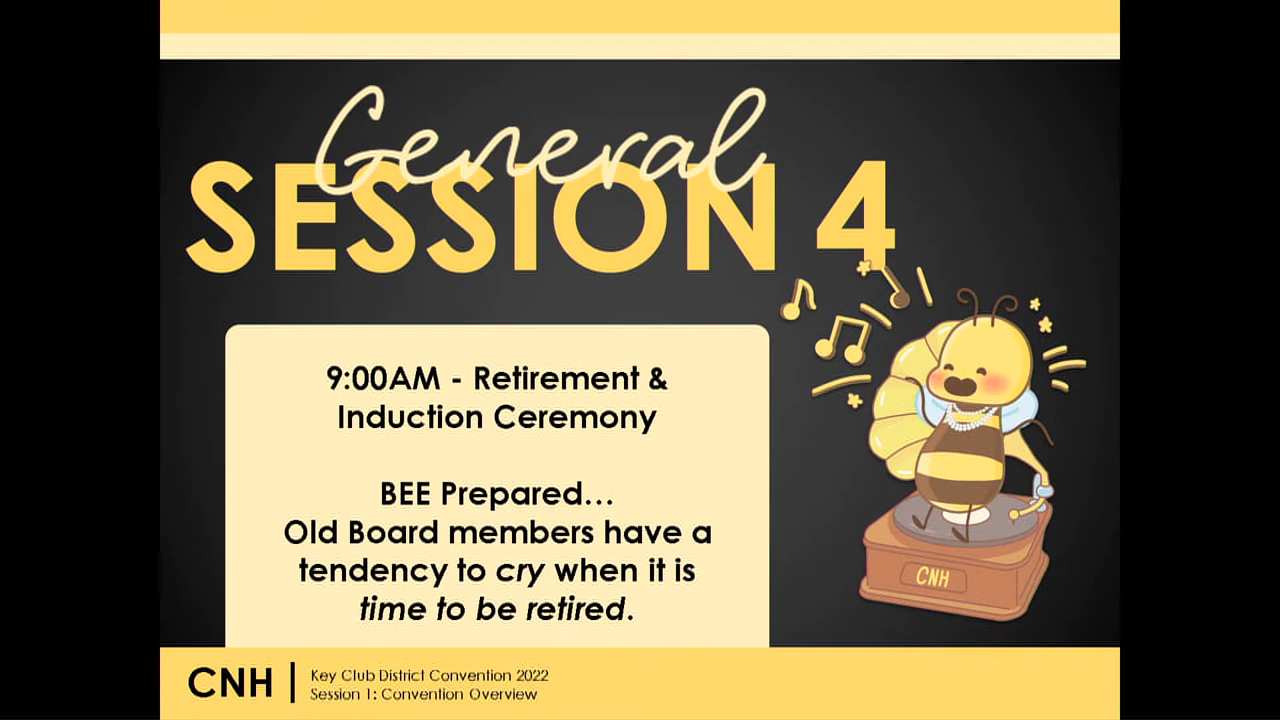 General
SESSION 4
9:00AM - Retirement &
Induction Ceremony
BEE Prepared...
Old Board members have a
tendency to cry when it is
time to be retired.
CNH
CNH
Key Club District Convention 2022
Session 1: Convention Overview